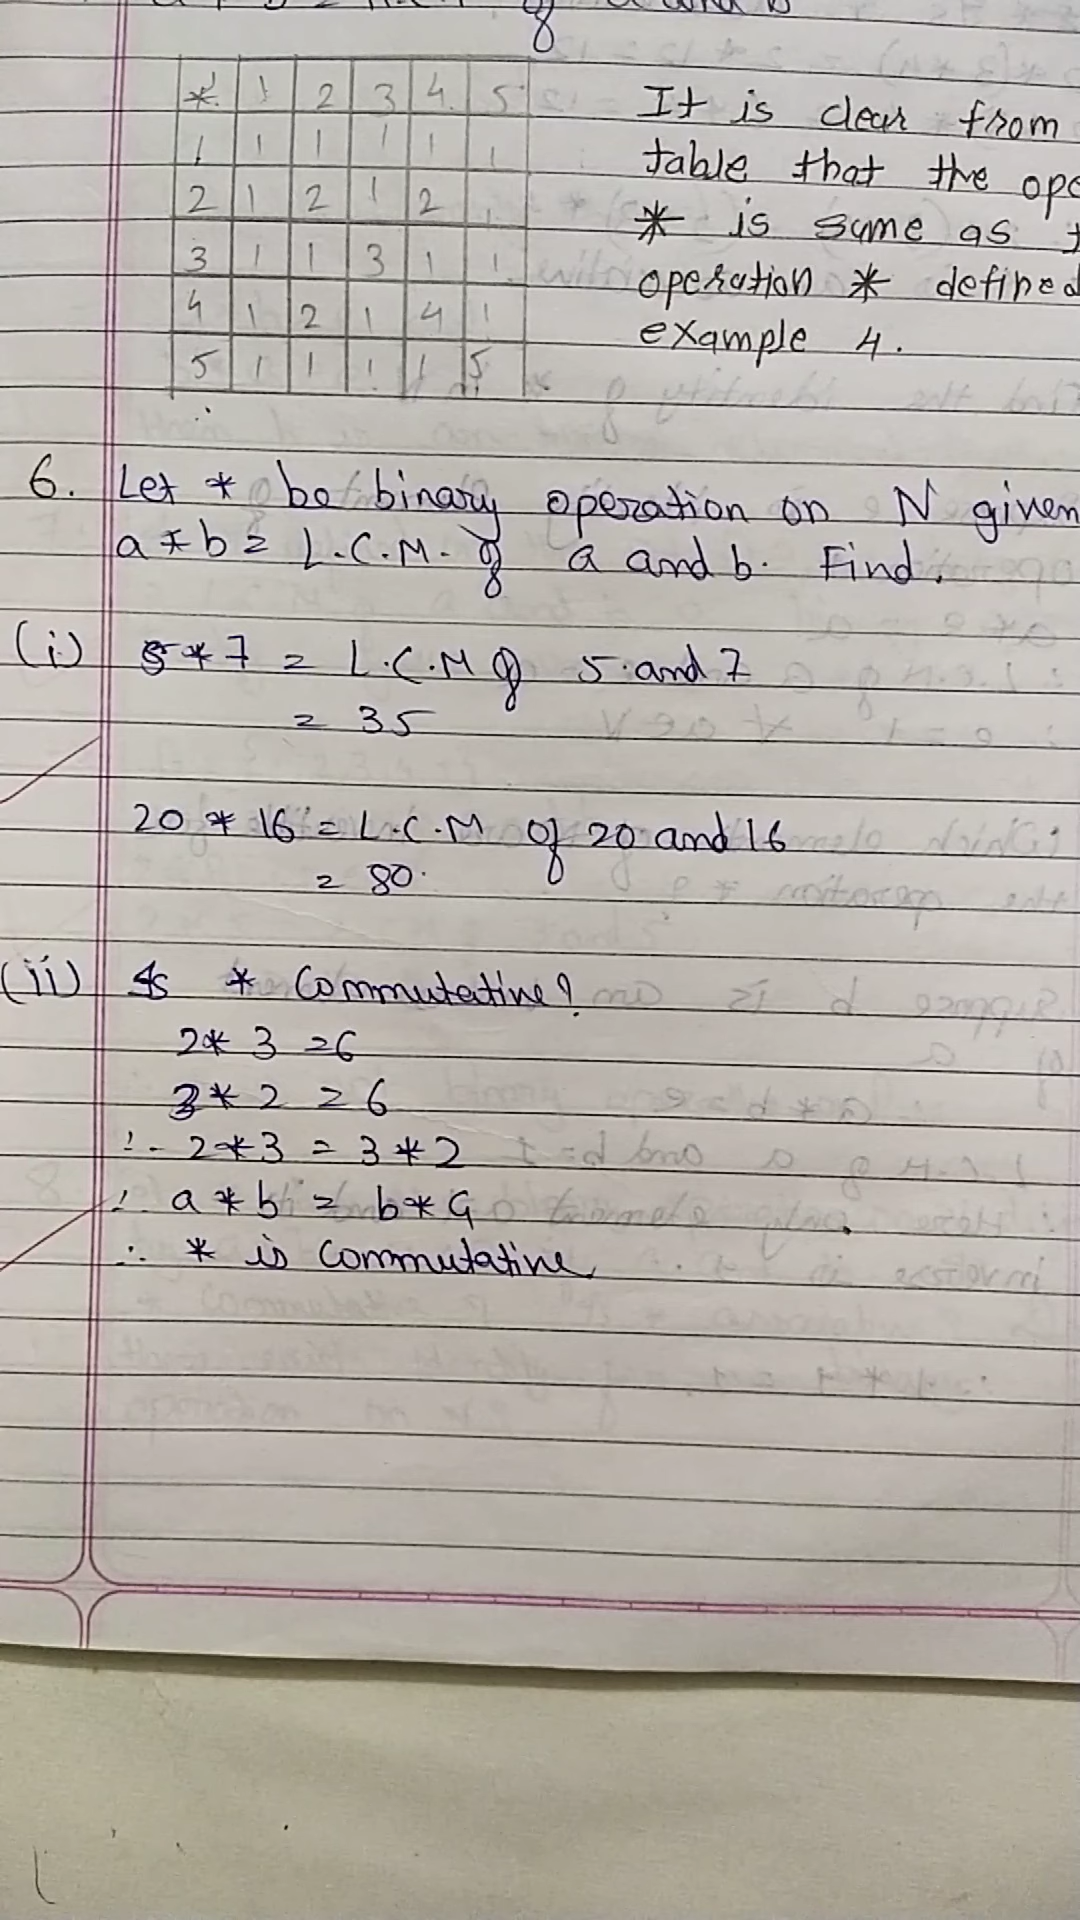 * 1 2 3 4 5
1 1 1 1 1 1
2 1 2 1 2 1
3 1 1 3 1 1
4 1 2 1 4 1
5 1 1 1 1 5
It is clear from
table that the ope
* is same as
operation * defined
example 4.
6. Let * be binary operation on N given
a * b = L.C.M. of a and b. Find.
(i) 5 * 7 = L.C.M of 5 and 7
= 35
20 * 16 = L.C.M of 20 and 16
= 80.
(ii) Is * Commutative?
2 * 3 = 6
3 * 2 = 6
∴ 2 * 3 = 3 * 2
∴ a * b = b * a
∴ * is Commutative